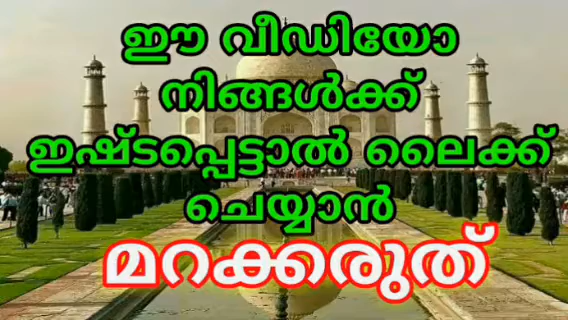 ഈ വീഡിയോ
നിങ്ങൾക്ക്
ഇഷ്ടപ്പെട്ടാൽ ലൈക്ക്
ചെയ്യാൻ
മറക്കരുത്